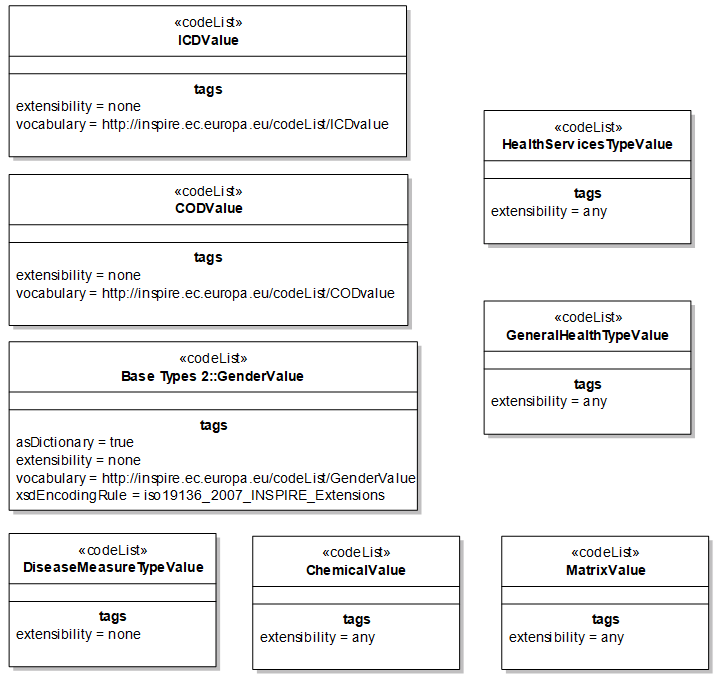 «codeList»
ICDValue
tags
extensibility = none
vocabulary = http://inspire.ec.europa.eu/codeList/ICDvalue
«codeList»
HealthServicesTypeValue
tags
extensibility = any
«codeList»
CODValue
tags
extensibility = none
vocabulary = http://inspire.ec.europa.eu/codeList/CODvalue
«codeList»
GeneralHealthTypeValue
tags
extensibility = any
«codeList»
Base Types 2::GenderValue
tags
asDictionary = true
extensibility = none
vocabulary = http://inspire.ec.europa.eu/codeList/GenderValue
xsdEncodingRule = iso19136_2007_INSPIRE_Extensions
«codeList»
DiseaseMeasureTypeValue
tags
extensibility = none
«codeList»
ChemicalValue
tags
extensibility = any
«codeList»
MatrixValue
tags
extensibility = any